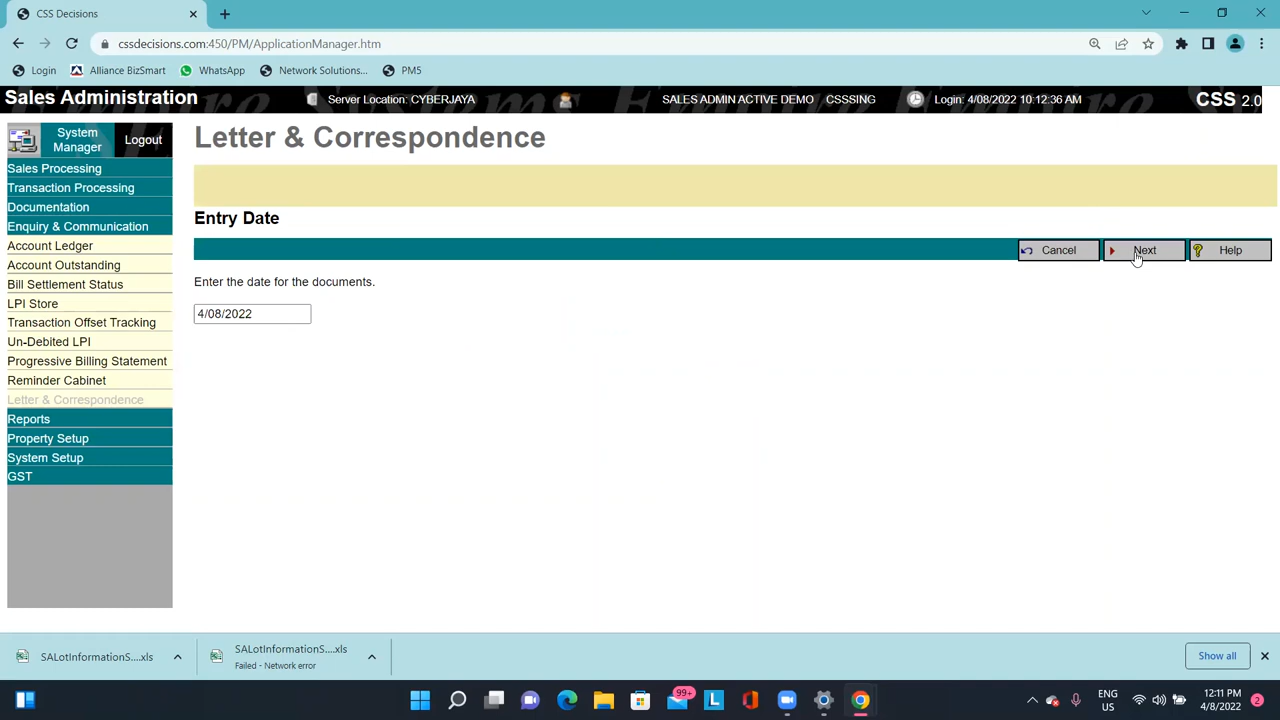 CSS Decisions
cssdecisions.com:450/PM/ApplicationManager.htm
Login
Alliance BizSmart
WhatsApp
Network Solutions...
PM5
Sales Administration
Server Location: CYBERJAYA
SALES ADMIN ACTIVE DEMO
CSSSING
Login: 4/08/2022 10:12:36 AM
CSS 2.0
System
Manager
Logout
Letter & Correspondence
Sales Processing
Transaction Processing
Documentation
Enquiry & Communication
Account Ledger
Account Outstanding
Bill Settlement Status
LPI Store
Transaction Offset Tracking
Un-Debited LPI
Progressive Billing Statement
Reminder Cabinet
Letter & Correspondence
Reports
Property Setup
System Setup
GST
Entry Date
Cancel
Next
Help
Enter the date for the documents.
4/08/2022
SALotInformationS....xls
SALotInformationS....xls
Failed - Network error
Show all
99+
ENG
US
12:11 PM
4/8/2022
2